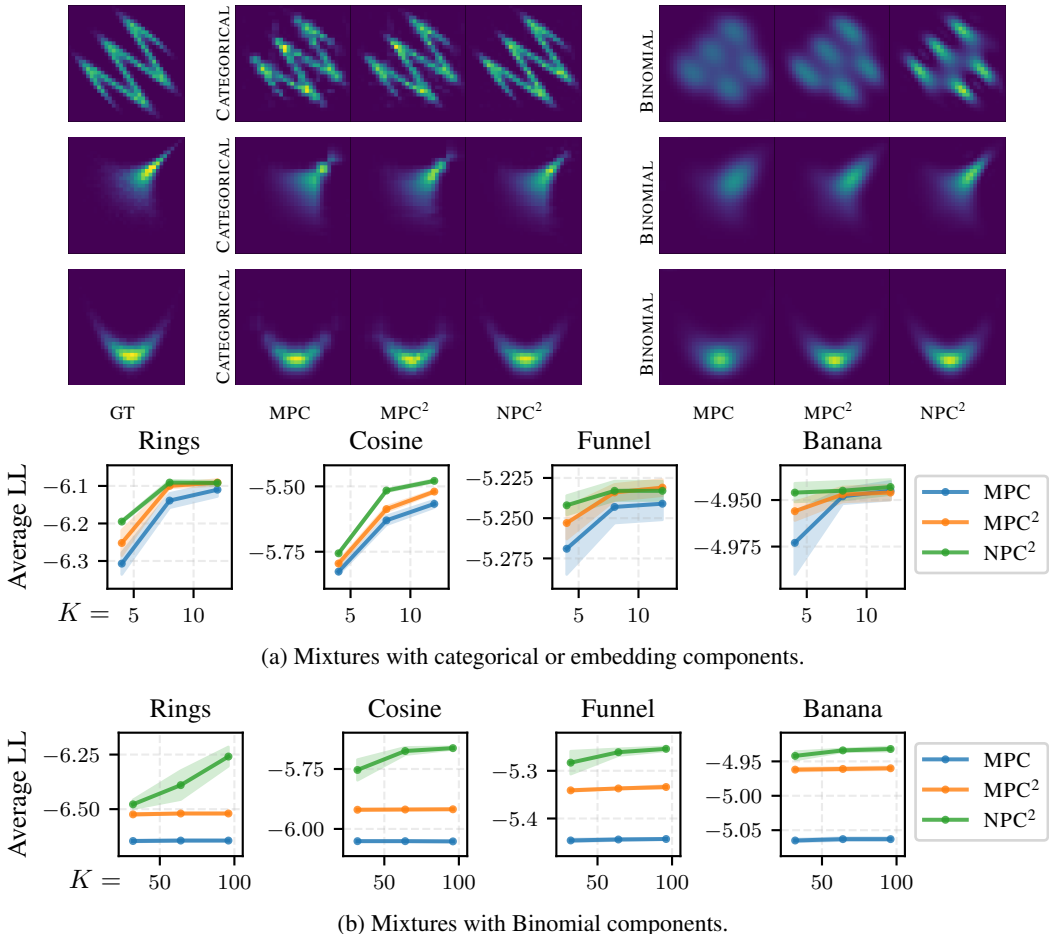 CATEGORICAL
BINOMIAL
CATEGORICAL
BINOMIAL
CATEGORICAL
BINOMIAL
GT MPC MPC² NPC² MPC MPC² NPC²
Rings Cosine Funnel Banana
Average LL
−6.1
−6.2
−6.3
−5.50
−5.75
−5.225
−5.250
−5.275
−4.950
−4.975
MPC
MPC²
NPC²
K = 5 10 5 10 5 10 5 10
(a) Mixtures with categorical or embedding components.
Rings Cosine Funnel Banana
Average LL
−6.25
−6.50
−5.75
−6.00
−5.3
−5.4
−4.95
−5.00
−5.05
MPC
MPC²
NPC²
K = 50 100 50 100 50 100 50 100
(b) Mixtures with Binomial components.